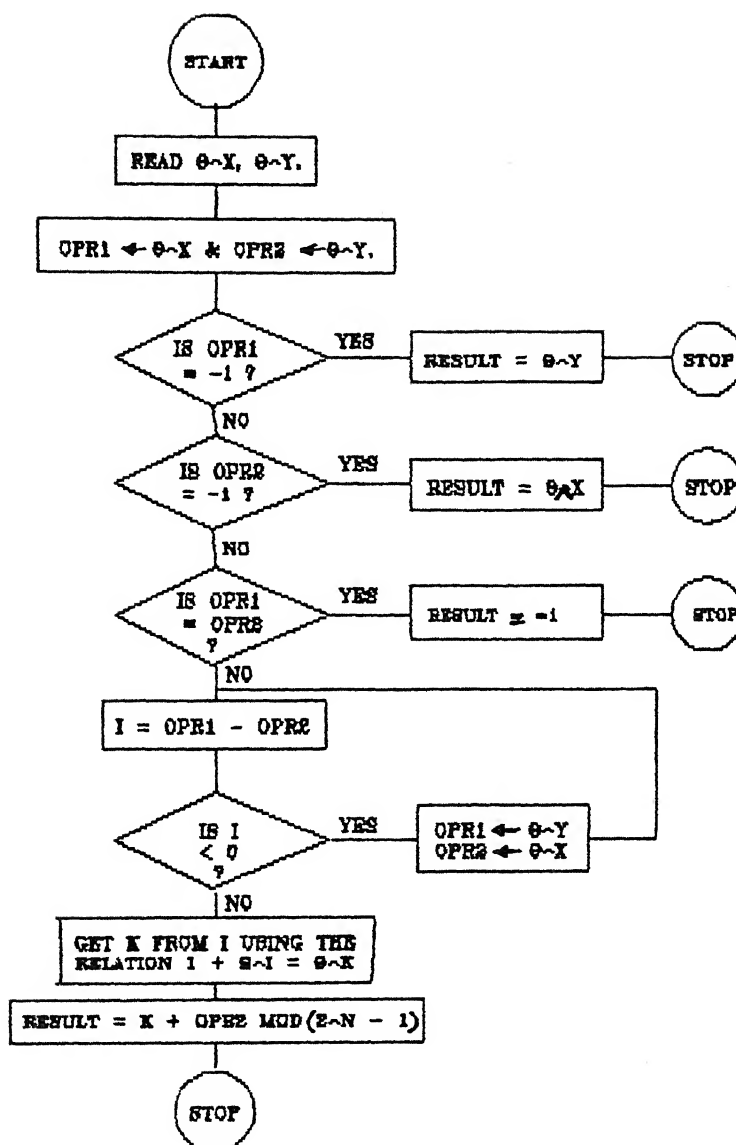 START
READ θ~X, θ~Y.
OPR1 ← θ~X & OPR2 ← θ~Y.
IS OPR1
= -1 ?
YES
RESULT = θ~Y
STOP
NO
IS OPR2
= -1 ?
YES
RESULT = θ~X
STOP
NO
IS OPR1
= OPR2
?
YES
RESULT = -1
STOP
NO
I = OPR1 - OPR2
IS I
< 0
?
YES
OPR1 ← θ~Y
OPR2 ← θ~X
NO
GET K FROM I USING THE
RELATION 1 + θ~I = θ~K
RESULT = K + OPR2 MOD(2~N - 1)
STOP